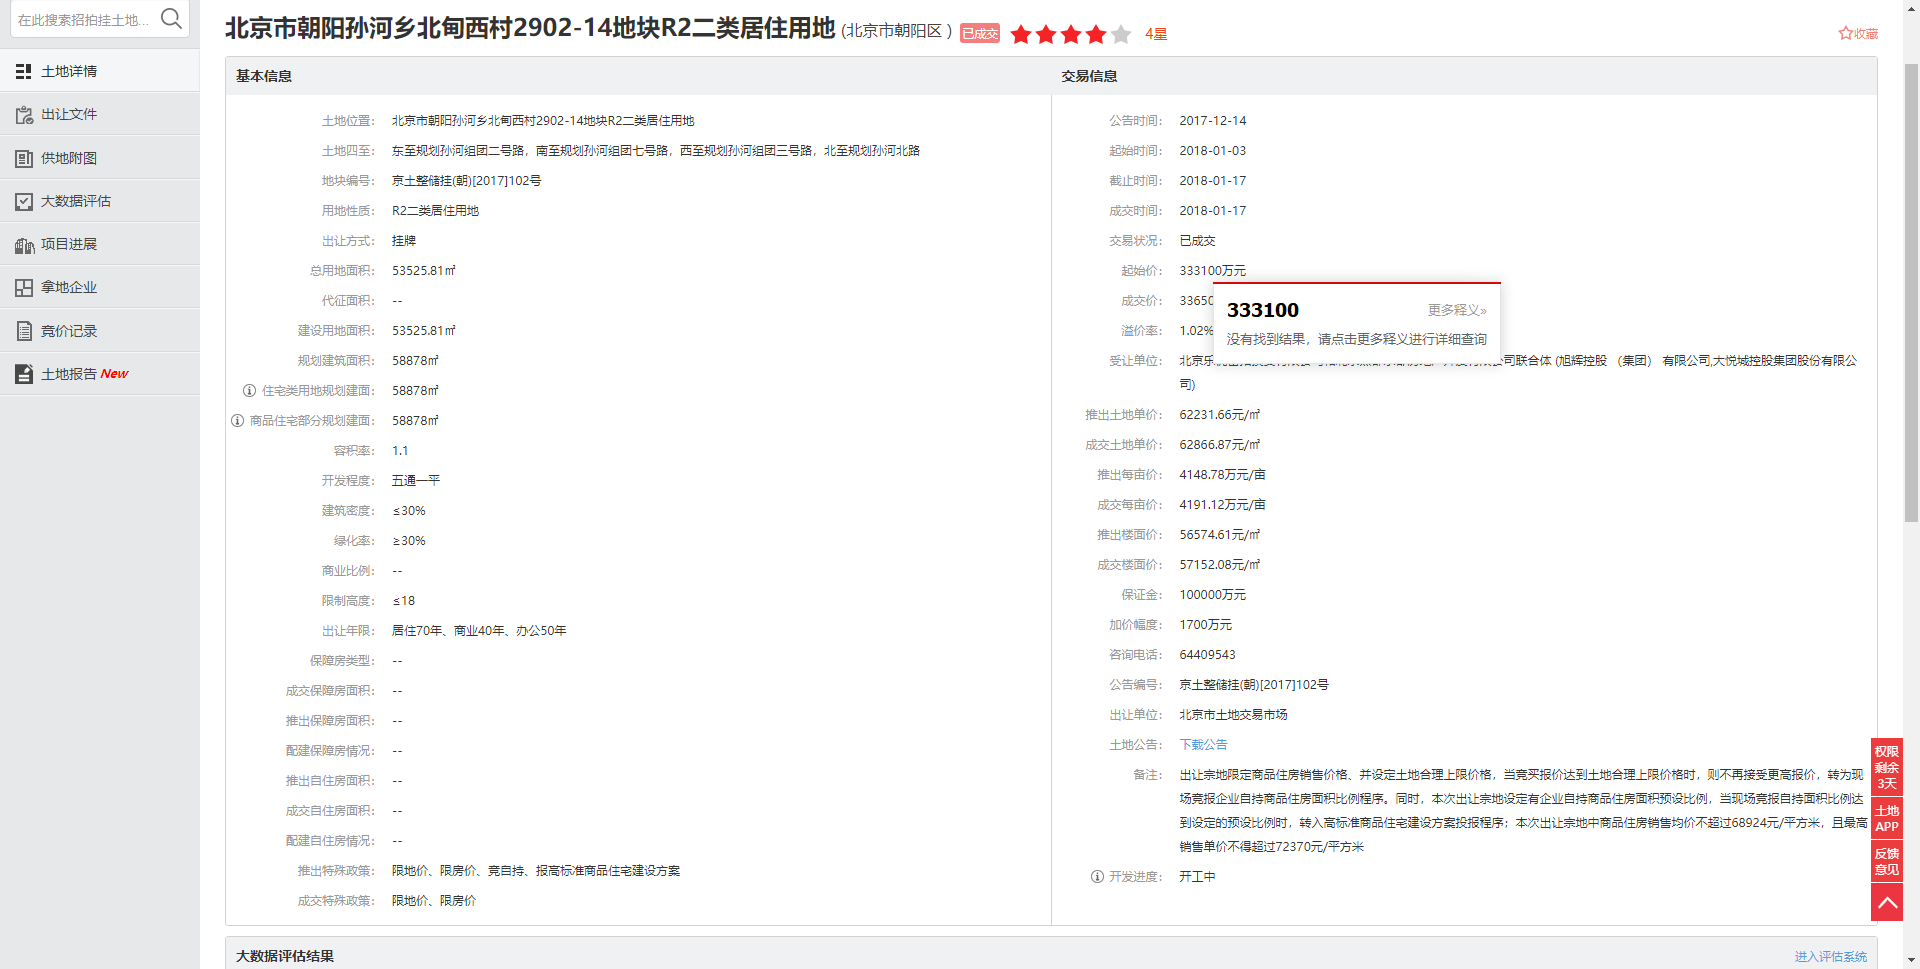 在此搜索招拍挂土地...
土地详情
出让文件
供地附图
大数据评估
项目进展
拿地企业
竞价记录
土地报告 New
北京市朝阳孙河乡北甸西村2902-14地块R2二类居住用地 (北京市朝阳区 ) 已成交 4星
收藏
基本信息
土地位置： 北京市朝阳孙河乡北甸西村2902-14地块R2二类居住用地
土地四至： 东至规划孙河组团二号路，南至规划孙河组团七号路，西至规划孙河组团三号路，北至规划孙河北路
地块编号： 京土整储挂(朝)[2017]102号
用地性质： R2二类居住用地
出让方式： 挂牌
总用地面积： 53525.81㎡
代征面积： --
建设用地面积： 53525.81㎡
规划建筑面积： 58878㎡
住宅类用地规划建面： 58878㎡
商品住宅部分规划建面： 58878㎡
容积率： 1.1
开发程度： 五通一平
建筑密度： ≤30%
绿化率： ≥30%
商业比例： --
限制高度： ≤18
出让年限： 居住70年、商业40年、办公50年
保障房类型： --
成交保障房面积： --
推出保障房面积： --
配建保障房情况： --
推出自住房面积： --
成交自住房面积： --
配建自住房情况： --
推出特殊政策： 限地价、限房价、竞自持、报高标准商品住宅建设方案
成交特殊政策： 限地价、限房价
交易信息
公告时间： 2017-12-14
起始时间： 2018-01-03
截止时间： 2018-01-17
成交时间： 2018-01-17
交易状况： 已成交
起始价： 333100万元
成交价： 33650
溢价率： 1.02%
333100
更多释义»
没有找到结果，请点击更多释义进行详细查询
受让单位： 北京乐 司联合体 (旭辉控股 （集团） 有限公司,大悦城控股集团股份有限公
司)
推出土地单价： 62231.66元/㎡
成交土地单价： 62866.87元/㎡
推出每亩价： 4148.78万元/亩
成交每亩价： 4191.12万元/亩
推出楼面价： 56574.61元/㎡
成交楼面价： 57152.08元/㎡
保证金： 100000万元
加价幅度： 1700万元
咨询电话： 64409543
公告编号： 京土整储挂(朝)[2017]102号
出让单位： 北京市土地交易市场
土地公告： 下载公告
备注： 出让宗地限定商品住房销售价格、并设定土地合理上限价格，当竞买报价达到土地合理上限价格时，则不再接受更高报价，转为现
场竞报企业自持商品住房面积比例程序。同时，本次出让宗地设定有企业自持商品住房面积预设比例，当现场竞报自持面积比例达
到设定的预设比例时，转入高标准商品住宅建设方案投报程序；本次出让宗地中商品住房销售均价不超过68924元/平方米，且最高
销售单价不得超过72370元/平方米
开发进度： 开工中
权限
剩余
3天
土地
APP
反馈
意见
大数据评估结果
进入评估系统